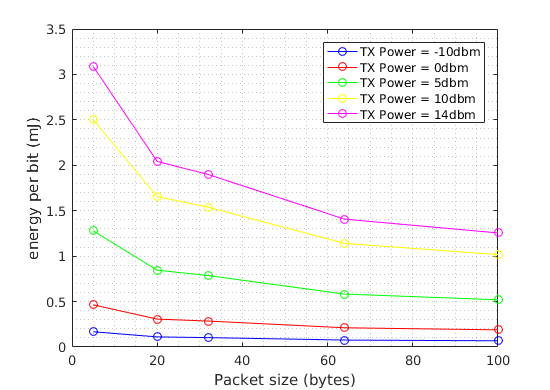 3.5
3
2.5
2
1.5
1
0.5
0
energy per bit (mJ)
TX Power = -10dbm
TX Power = 0dbm
TX Power = 5dbm
TX Power = 10dbm
TX Power = 14dbm
0 20 40 60 80 100
Packet size (bytes)